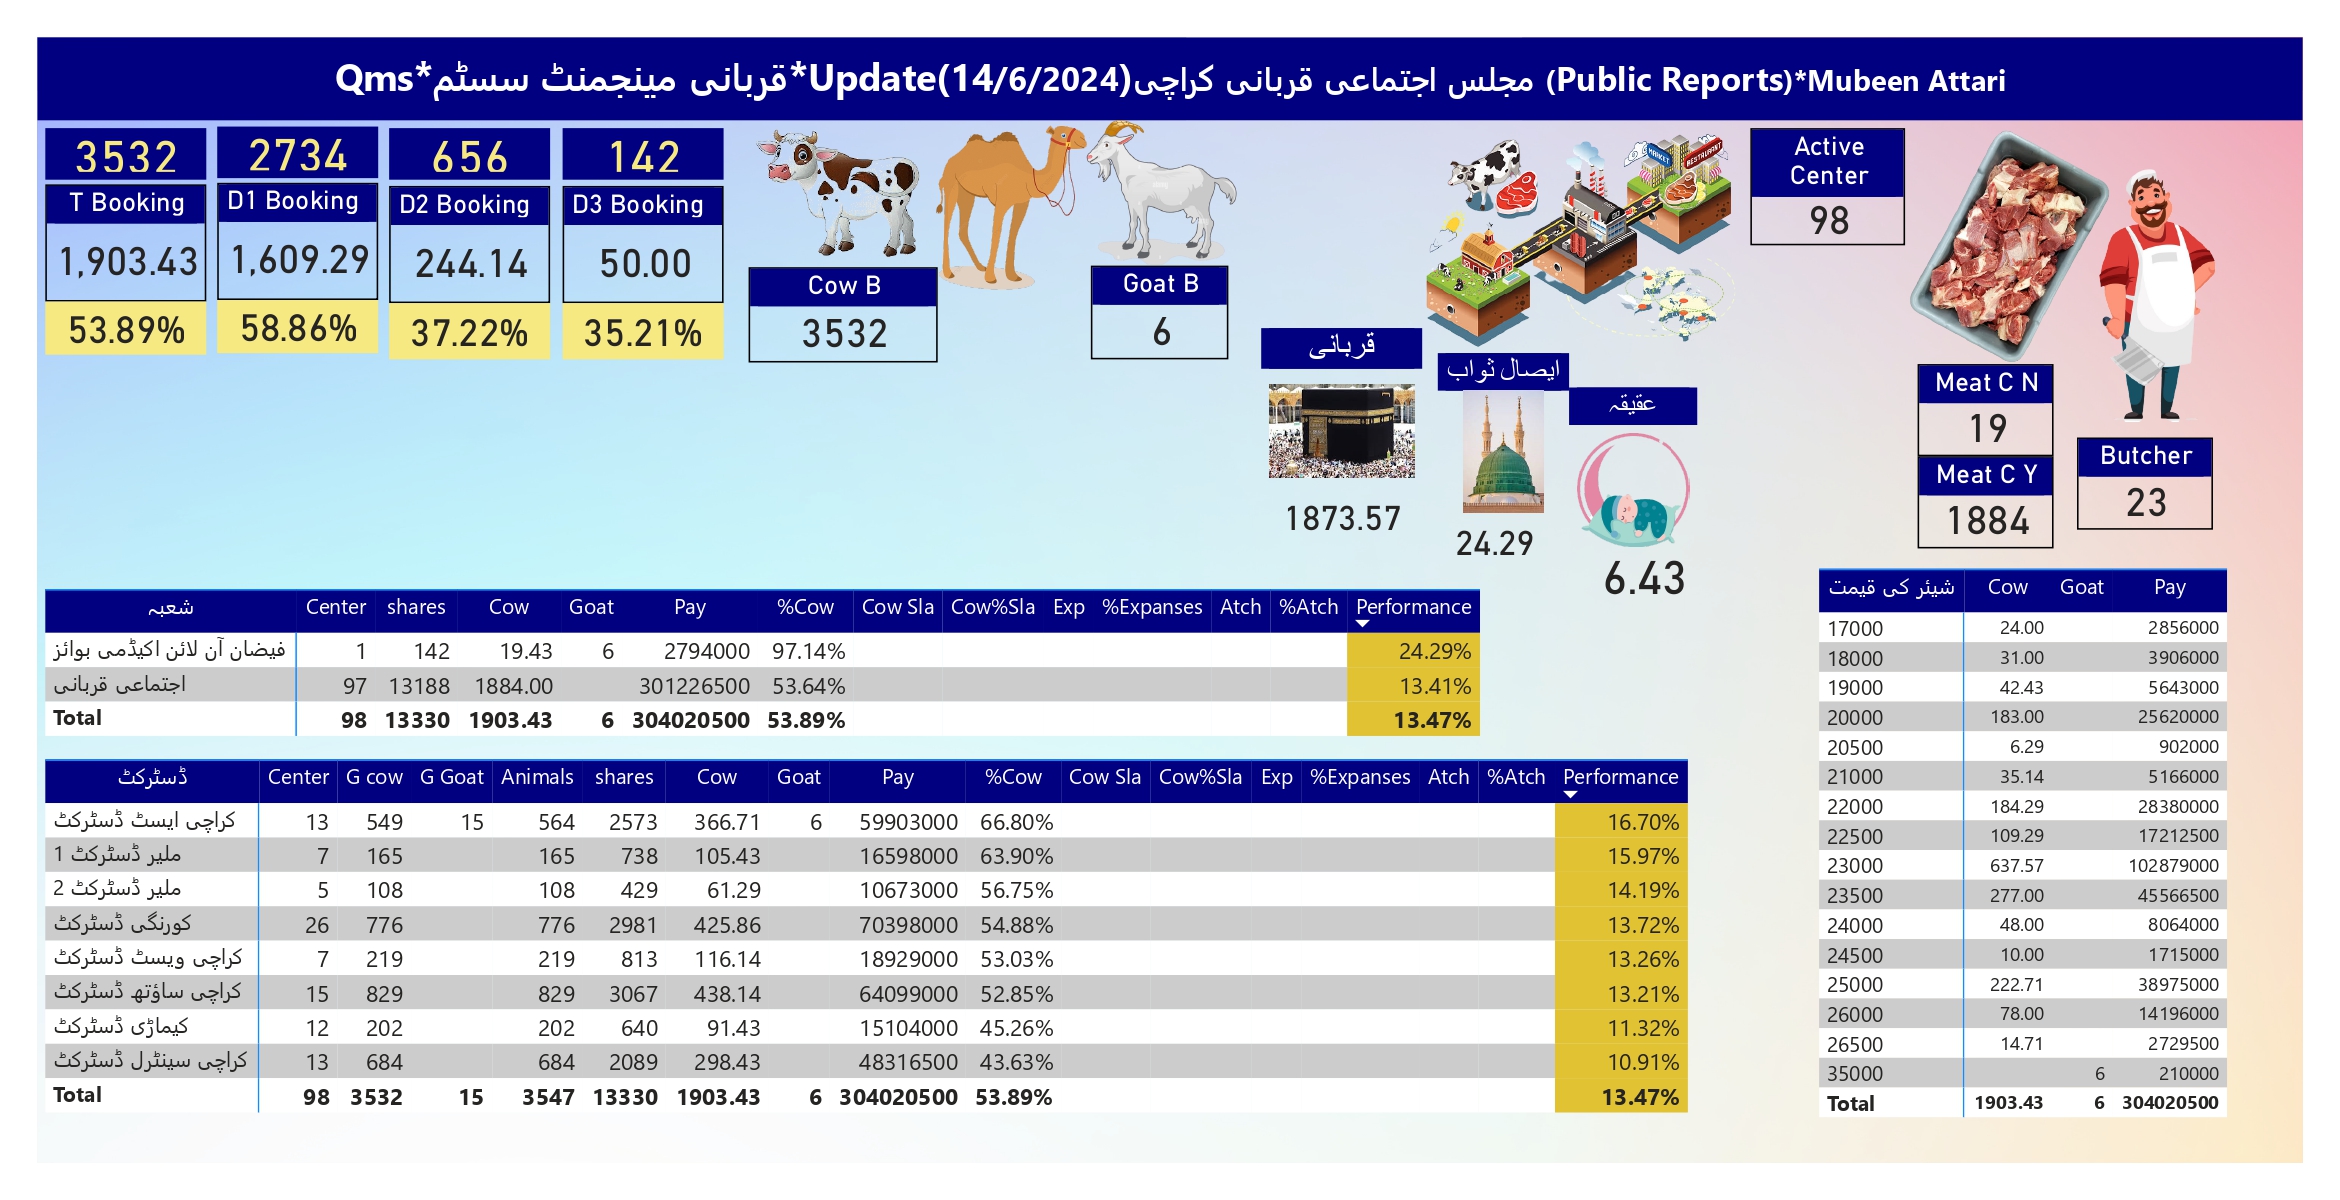 Qms*قربانی مینجمنٹ سسٹم*Update(14/6/2024)مجلس اجتماعی قربانی کراچی (Public Reports)*Mubeen Attari
3532 2734 656 142
T Booking D1 Booking D2 Booking D3 Booking
1,903.43 1,609.29 244.14 50.00
53.89% 58.86% 37.22% 35.21%
Cow B
3532
Goat B
6
MARKET
RESTAURANT
Active
Center
98
قربانی
1873.57
ایصال ثواب
24.29
عقیقہ
6.43
Meat C N
19
Meat C Y
1884
Butcher
23
شعبہ Center shares Cow Goat Pay %Cow Cow Sla Cow%Sla Exp %Expanses Atch %Atch Performance
فیضان آن لائن اکیڈمی بوائز 1 142 19.43 6 2794000 97.14% 24.29%
اجتماعی قربانی 97 13188 1884.00 301226500 53.64% 13.41%
Total 98 13330 1903.43 6 304020500 53.89% 13.47%
ڈسٹرکٹ Center G cow G Goat Animals shares Cow Goat Pay %Cow Cow Sla Cow%Sla Exp %Expanses Atch %Atch Performance
کراچی ایسٹ ڈسٹرکٹ 13 549 15 564 2573 366.71 6 59903000 66.80% 16.70%
ملیر ڈسٹرکٹ 1 7 165 165 738 105.43 16598000 63.90% 15.97%
ملیر ڈسٹرکٹ 2 5 108 108 429 61.29 10673000 56.75% 14.19%
کورنگی ڈسٹرکٹ 26 776 776 2981 425.86 70398000 54.88% 13.72%
کراچی ویسٹ ڈسٹرکٹ 7 219 219 813 116.14 18929000 53.03% 13.26%
کراچی ساؤتھ ڈسٹرکٹ 15 829 829 3067 438.14 64099000 52.85% 13.21%
کیماڑی ڈسٹرکٹ 12 202 202 640 91.43 15104000 45.26% 11.32%
کراچی سینٹرل ڈسٹرکٹ 13 684 684 2089 298.43 48316500 43.63% 10.91%
Total 98 3532 15 3547 13330 1903.43 6 304020500 53.89% 13.47%
شیئر کی قیمت Cow Goat Pay
17000 24.00 2856000
18000 31.00 3906000
19000 42.43 5643000
20000 183.00 25620000
20500 6.29 902000
21000 35.14 5166000
22000 184.29 28380000
22500 109.29 17212500
23000 637.57 102879000
23500 277.00 45566500
24000 48.00 8064000
24500 10.00 1715000
25000 222.71 38975000
26000 78.00 14196000
26500 14.71 2729500
35000 6 210000
Total 1903.43 6 304020500